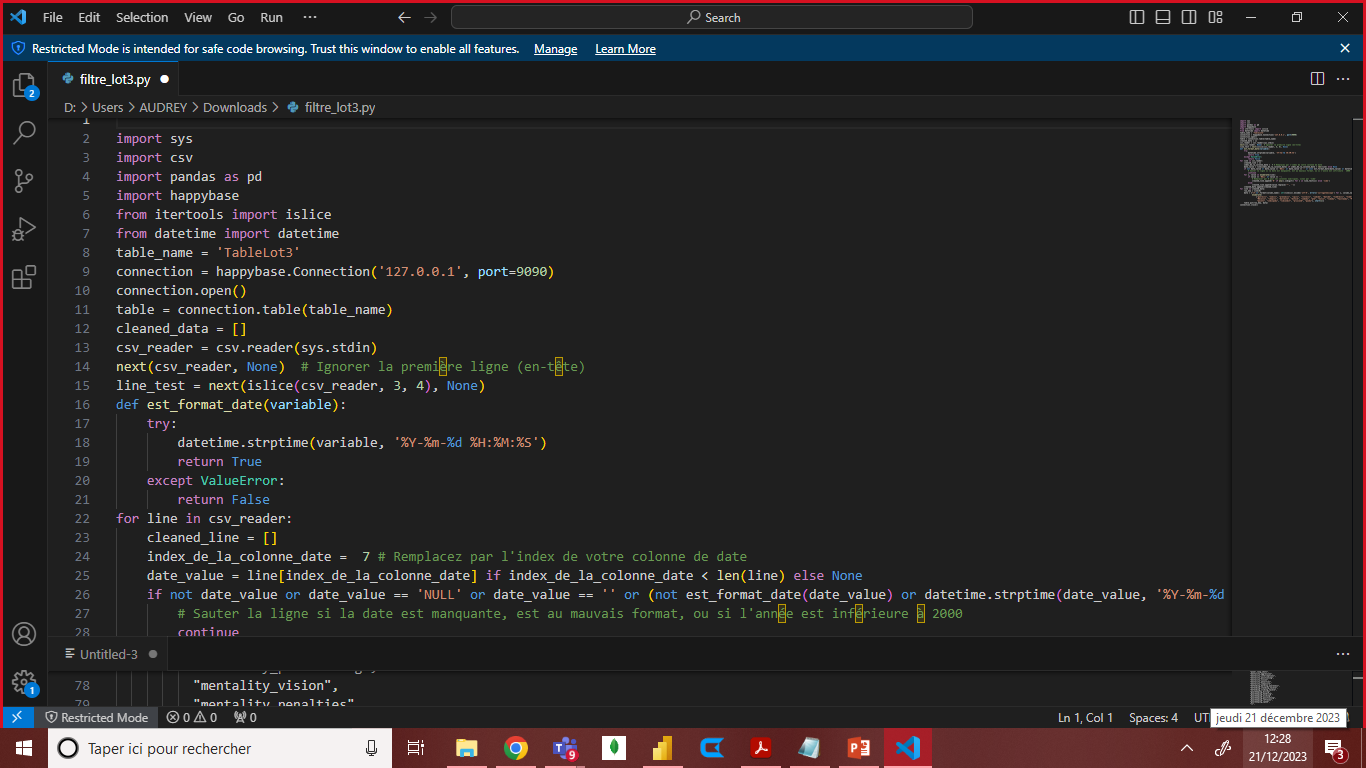 File Edit Selection View Go Run ··· Search
Restricted Mode is intended for safe code browsing. Trust this window to enable all features. Manage Learn More
filtre_lot3.py
D: > Users > AUDREY > Downloads > filtre_lot3.py
1
2 import sys
3 import csv
4 import pandas as pd
5 import happybase
6 from itertools import islice
7 from datetime import datetime
8 table_name = 'TableLot3'
9 connection = happybase.Connection('127.0.0.1', port=9090)
10 connection.open()
11 table = connection.table(table_name)
12 cleaned_data = []
13 csv_reader = csv.reader(sys.stdin)
14 next(csv_reader, None)  # Ignorer la première ligne (en-tête)
15 line_test = next(islice(csv_reader, 3, 4), None)
16 def est_format_date(variable):
17     try:
18         datetime.strptime(variable, '%Y-%m-%d %H:%M:%S')
19         return True
20     except ValueError:
21         return False
22 for line in csv_reader:
23     cleaned_line = []
24     index_de_la_colonne_date =  7 # Remplacez par l'index de votre colonne de date
25     date_value = line[index_de_la_colonne_date] if index_de_la_colonne_date < len(line) else None
26     if not date_value or date_value == 'NULL' or date_value == '' or (not est_format_date(date_value) or datetime.strptime(date_value, '%Y-%m-%d
27         # Sauter la ligne si la date est manquante, est au mauvais format, ou si l'année est inférieure à 2000
28         continue
Untitled-3
78 "mentality_vision",
79 "mentality_penalties"
Restricted Mode 0 0 0 Ln 1, Col 1 Spaces: 4 jeudi 21 décembre 2023
Taper ici pour rechercher 9 12:28
21/12/2023 3